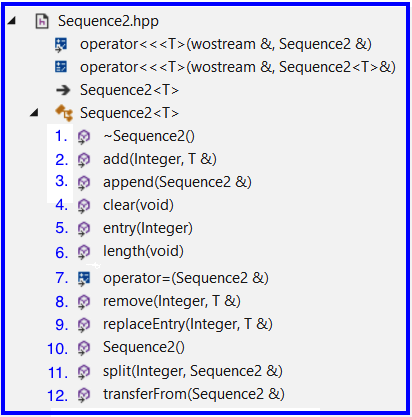 Sequence2.hpp
operator<<<T>(wostream &, Sequence2 &)
operator<<<T>(wostream &, Sequence2<T>&)
Sequence2<T>
Sequence2<T>
1. ~Sequence2()
2. add(Integer, T &)
3. append(Sequence2 &)
4. clear(void)
5. entry(Integer)
6. length(void)
7. operator=(Sequence2 &)
8. remove(Integer, T &)
9. replaceEntry(Integer, T &)
10. Sequence2()
11. split(Integer, Sequence2 &)
12. transferFrom(Sequence2 &)